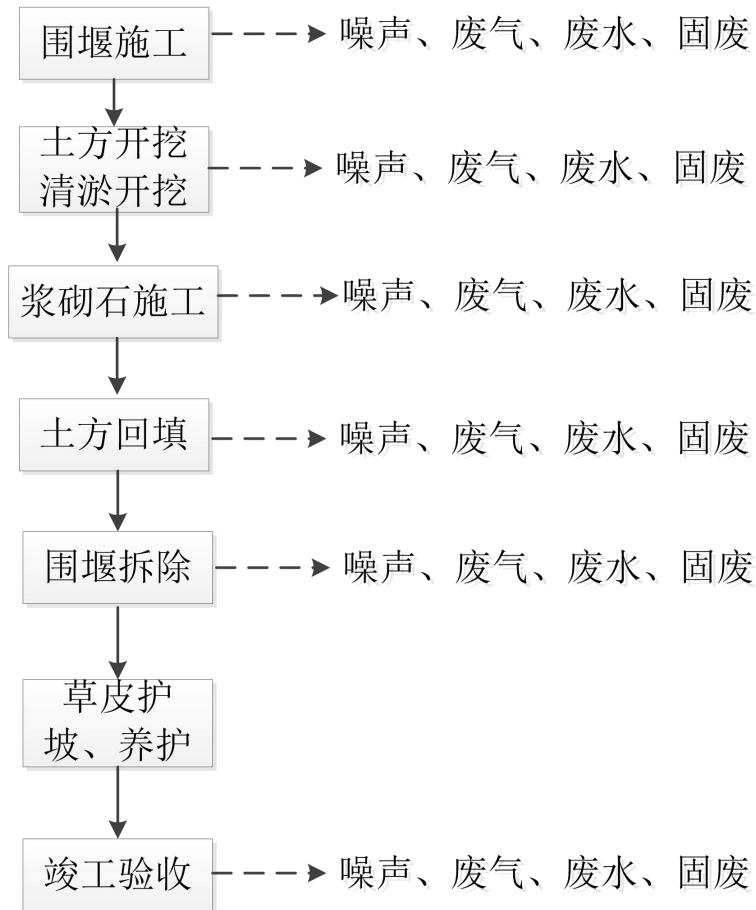 围堰施工
噪声、废气、废水、固废
土方开挖
清淤开挖
噪声、废气、废水、固废
浆砌石施工
噪声、废气、废水、固废
土方回填
噪声、废气、废水、固废
围堰拆除
噪声、废气、废水、固废
草皮护
坡、养护
竣工验收
噪声、废气、废水、固废